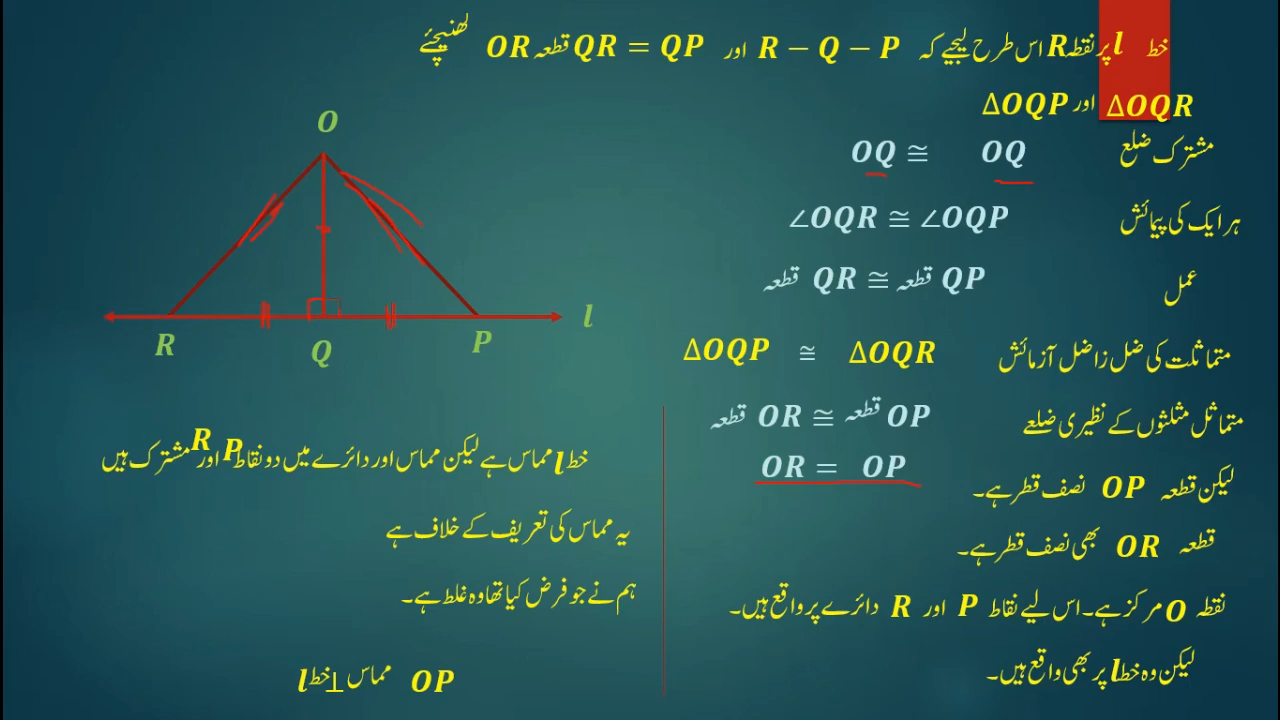 خط l پر نقطہ R اس طرح لیجیے کہ R − Q − P اور QR = QP قطعہ OR کھنیچئے
ΔOQR اور ΔOQP
مشترک ضلع OQ ≅ OQ
ہر ایک کی پیمائش ∠OQR ≅ ∠OQP
عمل قطعہ QR ≅ قطعہ QP
متماثلت کی ضل زا ضل آزمائش ΔOQP ≅ ΔOQR
متماثل مثلثوں کے نظیری ضلعے قطعہ OR ≅ قطعہ OP
OR = OP
لیکن قطعہ OP نصف قطر ہے۔
قطعہ OR بھی نصف قطر ہے۔
نقطہ O مرکز ہے۔ اس لیے نقاط P اور R دائرے پر واقع ہیں۔
لیکن وہ خط l پر بھی واقع ہیں۔
O
R
Q
P
l
خط l مماس ہے لیکن مماس اور دائرے میں دو نقاط P اور R مشترک ہیں
یہ مماس کی تعریف کے خلاف ہے
ہم نے جو فرض کیا تھا وہ غلط ہے۔
OP مماس ⊥ خط l